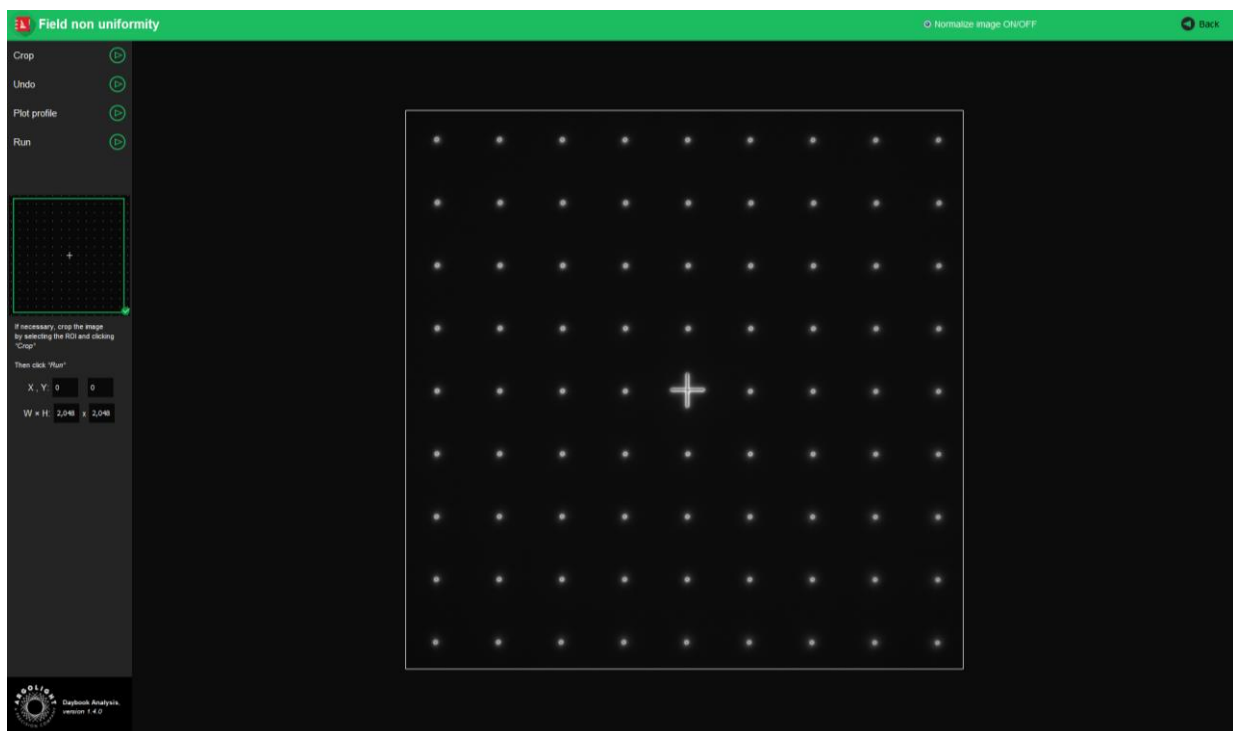 Field non uniformity
Normalize image ON/OFF
Back
Crop
Undo
Plot profile
Run
If necessary, crop the image
by selecting the ROI and clicking
"Crop"
Then click "Run"
X , Y: 0 0
W × H: 2,048 x 2,048
ARGOLIGHT
Daybook Analysis,
version 1.4.0